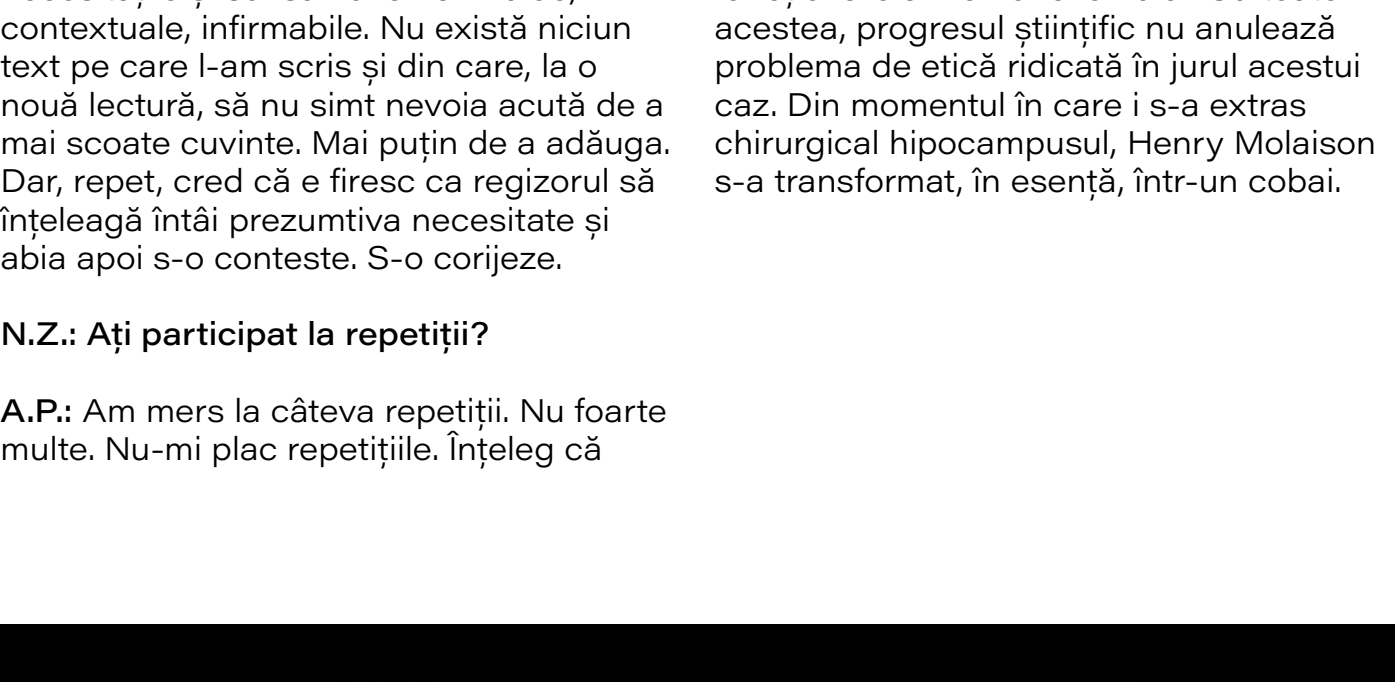 contextuale, infirmabile. Nu există niciun
text pe care l-am scris și din care, la o
nouă lectură, să nu simt nevoia acută de a
mai scoate cuvinte. Mai puțin de a adăuga.
Dar, repet, cred că e firesc ca regizorul să
înțeleagă întâi prezumtiva necesitate și
abia apoi s-o conteste. S-o corijeze.
N.Z.: Ați participat la repetiții?
A.P.: Am mers la câteva repetiții. Nu foarte
multe. Nu-mi plac repetițiile. Înțeleg că
acestea, progresul științific nu anulează
problema de etică ridicată în jurul acestui
caz. Din momentul în care i s-a extras
chirurgical hipocampusul, Henry Molaison
s-a transformat, în esență, într-un cobai.